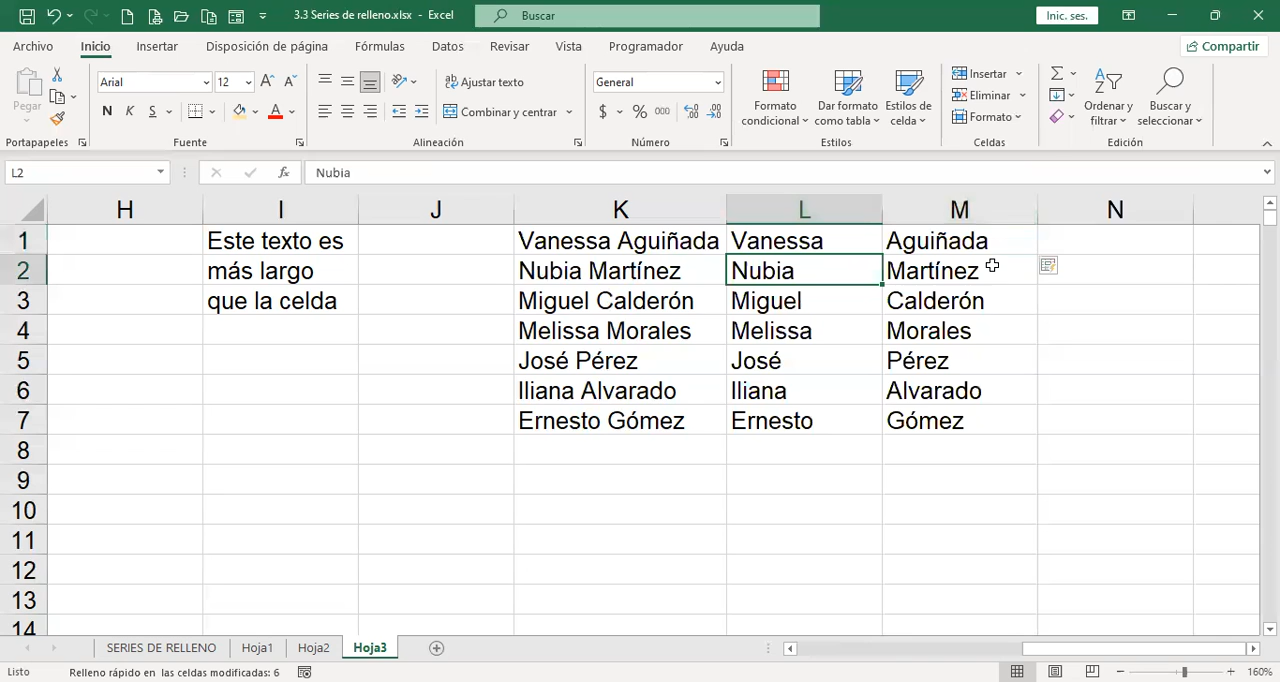 3.3 Series de relleno.xlsx - Excel
Buscar
Inic. ses.
Archivo Inicio Insertar Disposición de página Fórmulas Datos Revisar Vista Programador Ayuda
Compartir
Pegar
Portapapeles
Arial 12
N K S
Fuente
Ajustar texto
Combinar y centrar
Alineación
General
$ % 000
Número
Formato condicional
Dar formato como tabla
Estilos de celda
Estilos
Insertar
Eliminar
Formato
Celdas
Ordenar y filtrar
Buscar y seleccionar
Edición
L2 fx Nubia
H I J K L M N
1 Este texto es Vanessa Aguiñada Vanessa Aguiñada
2 más largo Nubia Martínez Nubia Martínez
3 que la celda Miguel Calderón Miguel Calderón
4 Melissa Morales Melissa Morales
5 José Pérez José Pérez
6 Iliana Alvarado Iliana Alvarado
7 Ernesto Gómez Ernesto Gómez
8
9
10
11
12
13
14
SERIES DE RELLENO Hoja1 Hoja2 Hoja3
Listo Relleno rápido en las celdas modificadas: 6 160%